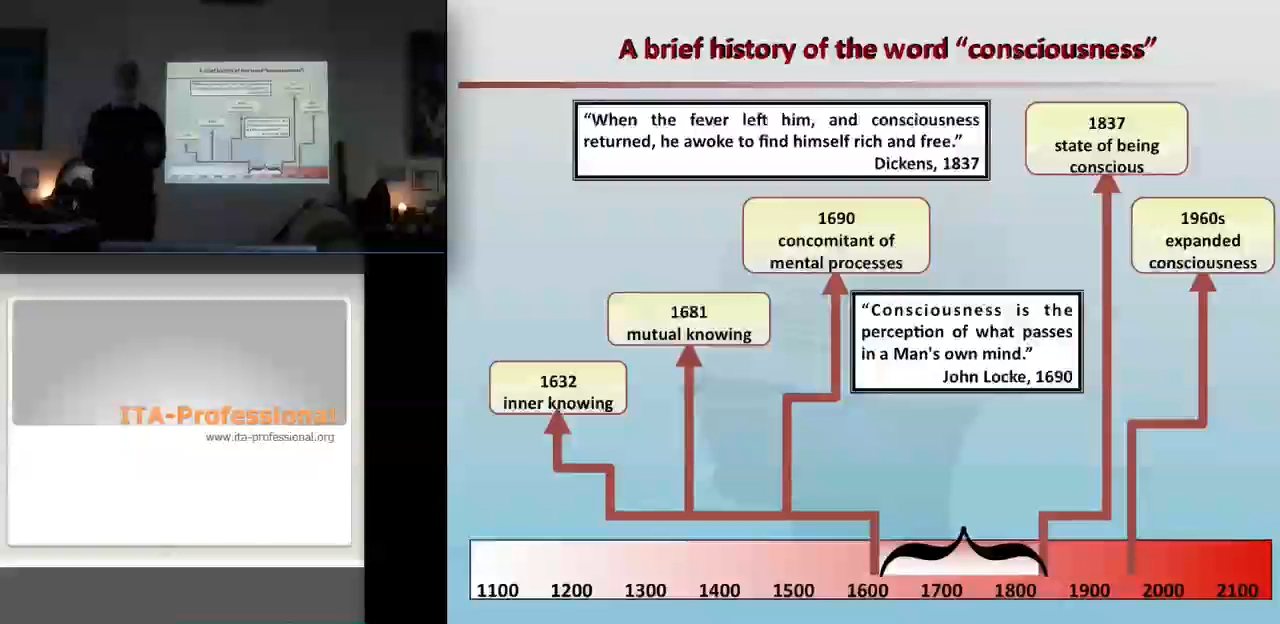 A brief history of the word “consciousness”
“When the fever left him, and consciousness
returned, he awoke to find himself rich and free.”
Dickens, 1837
1837
state of being
conscious
1690
concomitant of
mental processes
1960s
expanded
consciousness
1681
mutual knowing
“Consciousness is the
perception of what passes
in a Man's own mind.”
John Locke, 1690
1632
inner knowing
1100 1200 1300 1400 1500 1600 1700 1800 1900 2000 2100
ITA-Professional
www.ita-professional.org